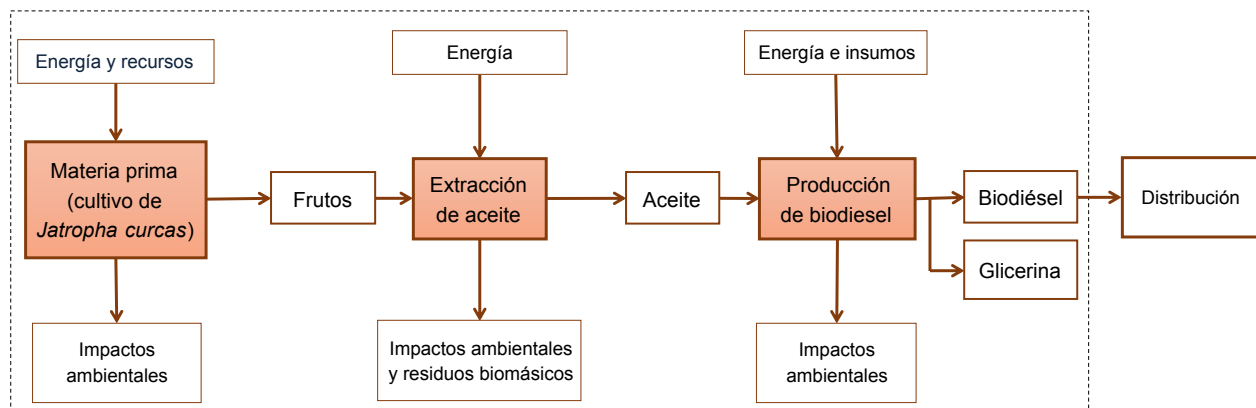 Energía y recursos
Energía
Energía e insumos
Materia prima
(cultivo de
Jatropha curcas)
Frutos
Extracción
de aceite
Aceite
Producción
de biodiesel
Biodiésel
Distribución
Glicerina
Impactos
ambientales
Impactos ambientales
y residuos biomásicos
Impactos
ambientales